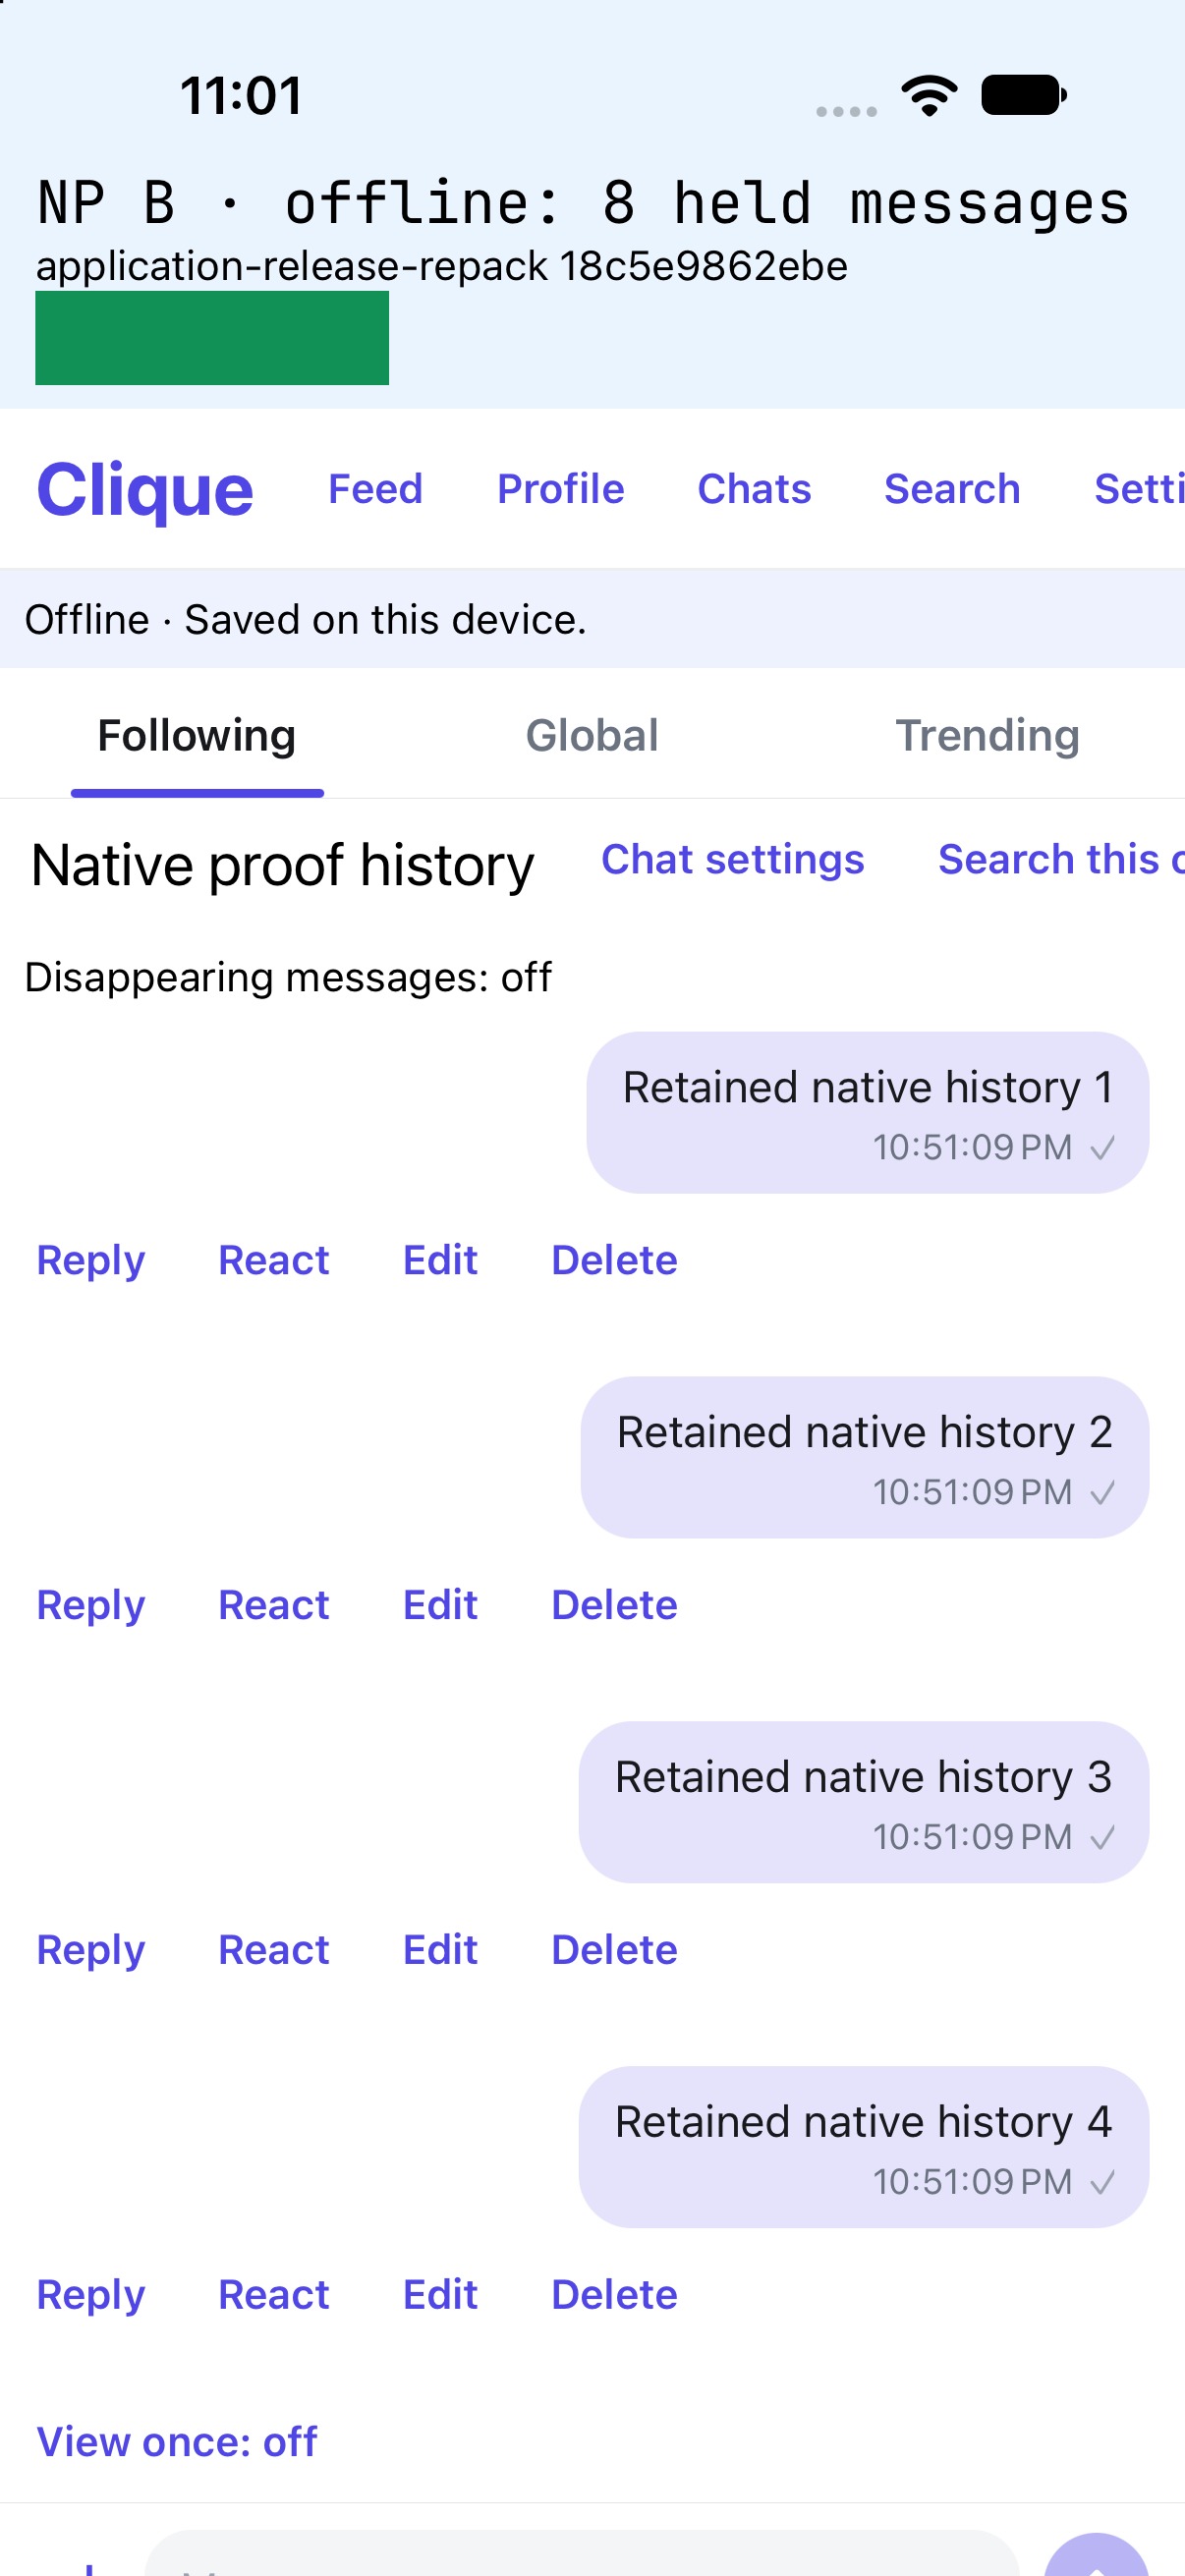 11:01
NP B · offline: 8 held messages
application-release-repack 18c5e9862ebe
Clique Feed Profile Chats Search Setti
Offline · Saved on this device.
Following Global Trending
Native proof history Chat settings Search this
Disappearing messages: off
Retained native history 1
10:51:09 PM ✓
Reply React Edit Delete
Retained native history 2
10:51:09 PM ✓
Reply React Edit Delete
Retained native history 3
10:51:09 PM ✓
Reply React Edit Delete
Retained native history 4
10:51:09 PM ✓
Reply React Edit Delete
View once: off